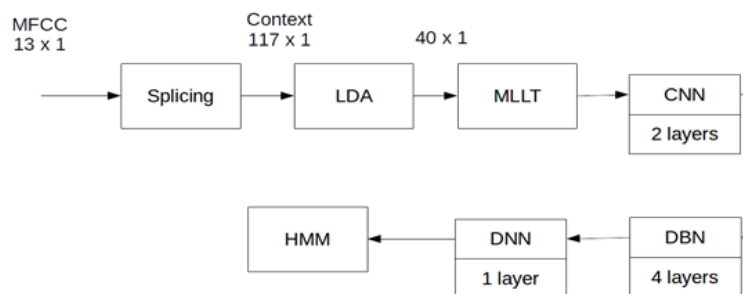 MFCC
13 x 1
Context
117 x 1
40 x 1
Splicing
LDA
MLLT
CNN
2 layers
HMM
DNN
1 layer
DBN
4 layers